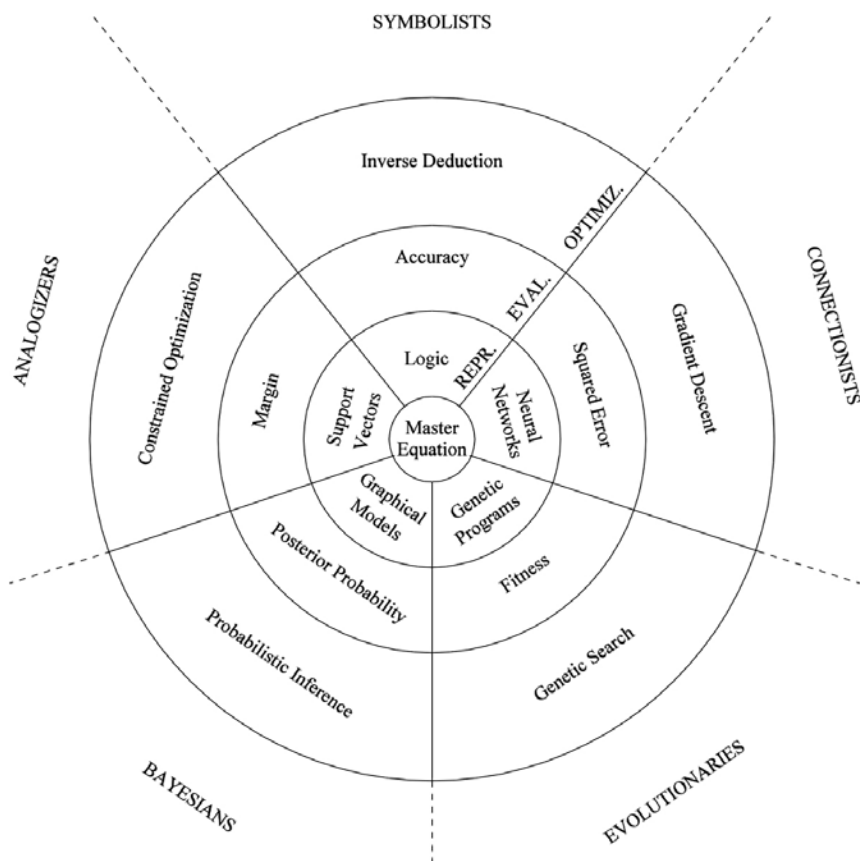 SYMBOLISTS
Inverse Deduction
OPTIMIZ.
Accuracy
EVAL.
Logic
REPR.
ANALOGIZERS
Constrained Optimization
Margin
Support
Vectors
Master
Equation
Neural
Networks
Squared Error
Gradient Descent
CONNECTIONISTS
Graphical
Models
Genetic
Programs
Posterior Probability
Fitness
Probabilistic Inference
Genetic Search
BAYESIANS
EVOLUTIONARIES